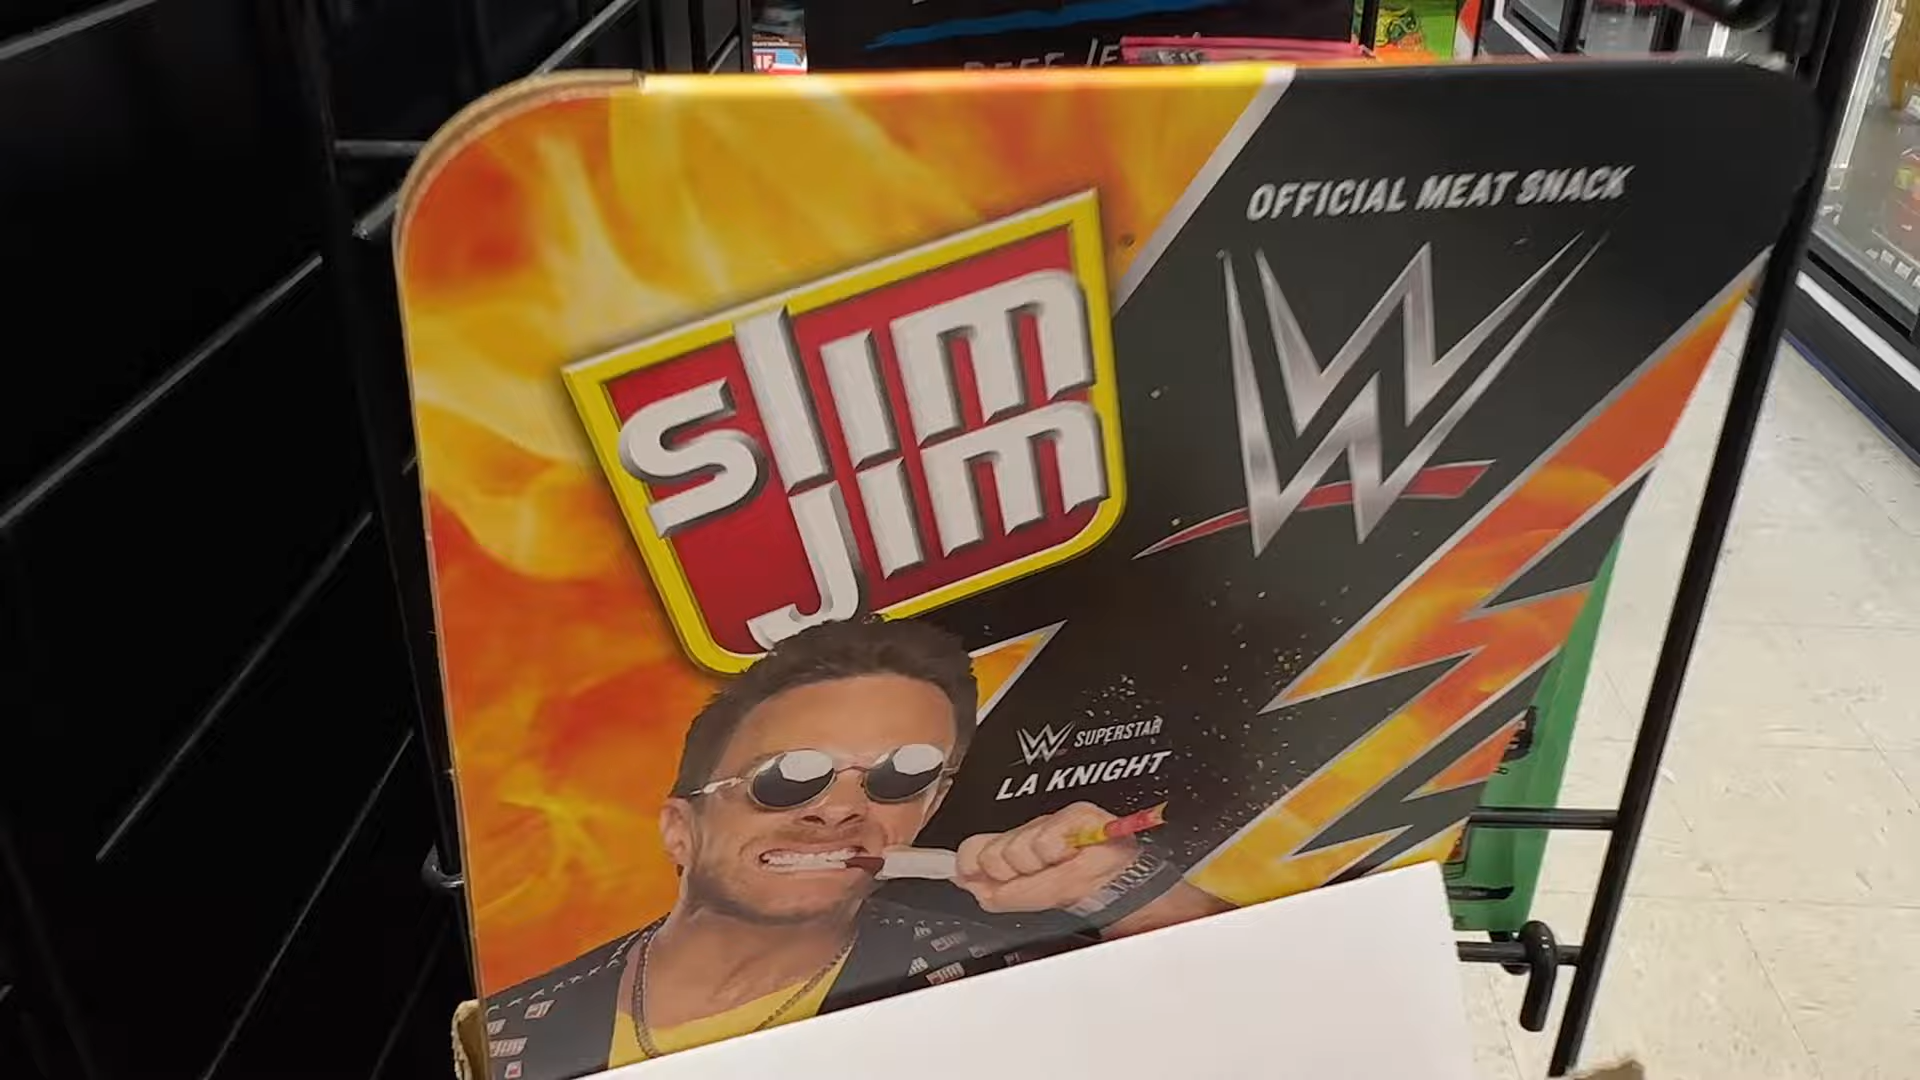 OFFICIAL MEAT SNACK
SLIM
JIM
W
W SUPERSTAR
LA KNIGHT